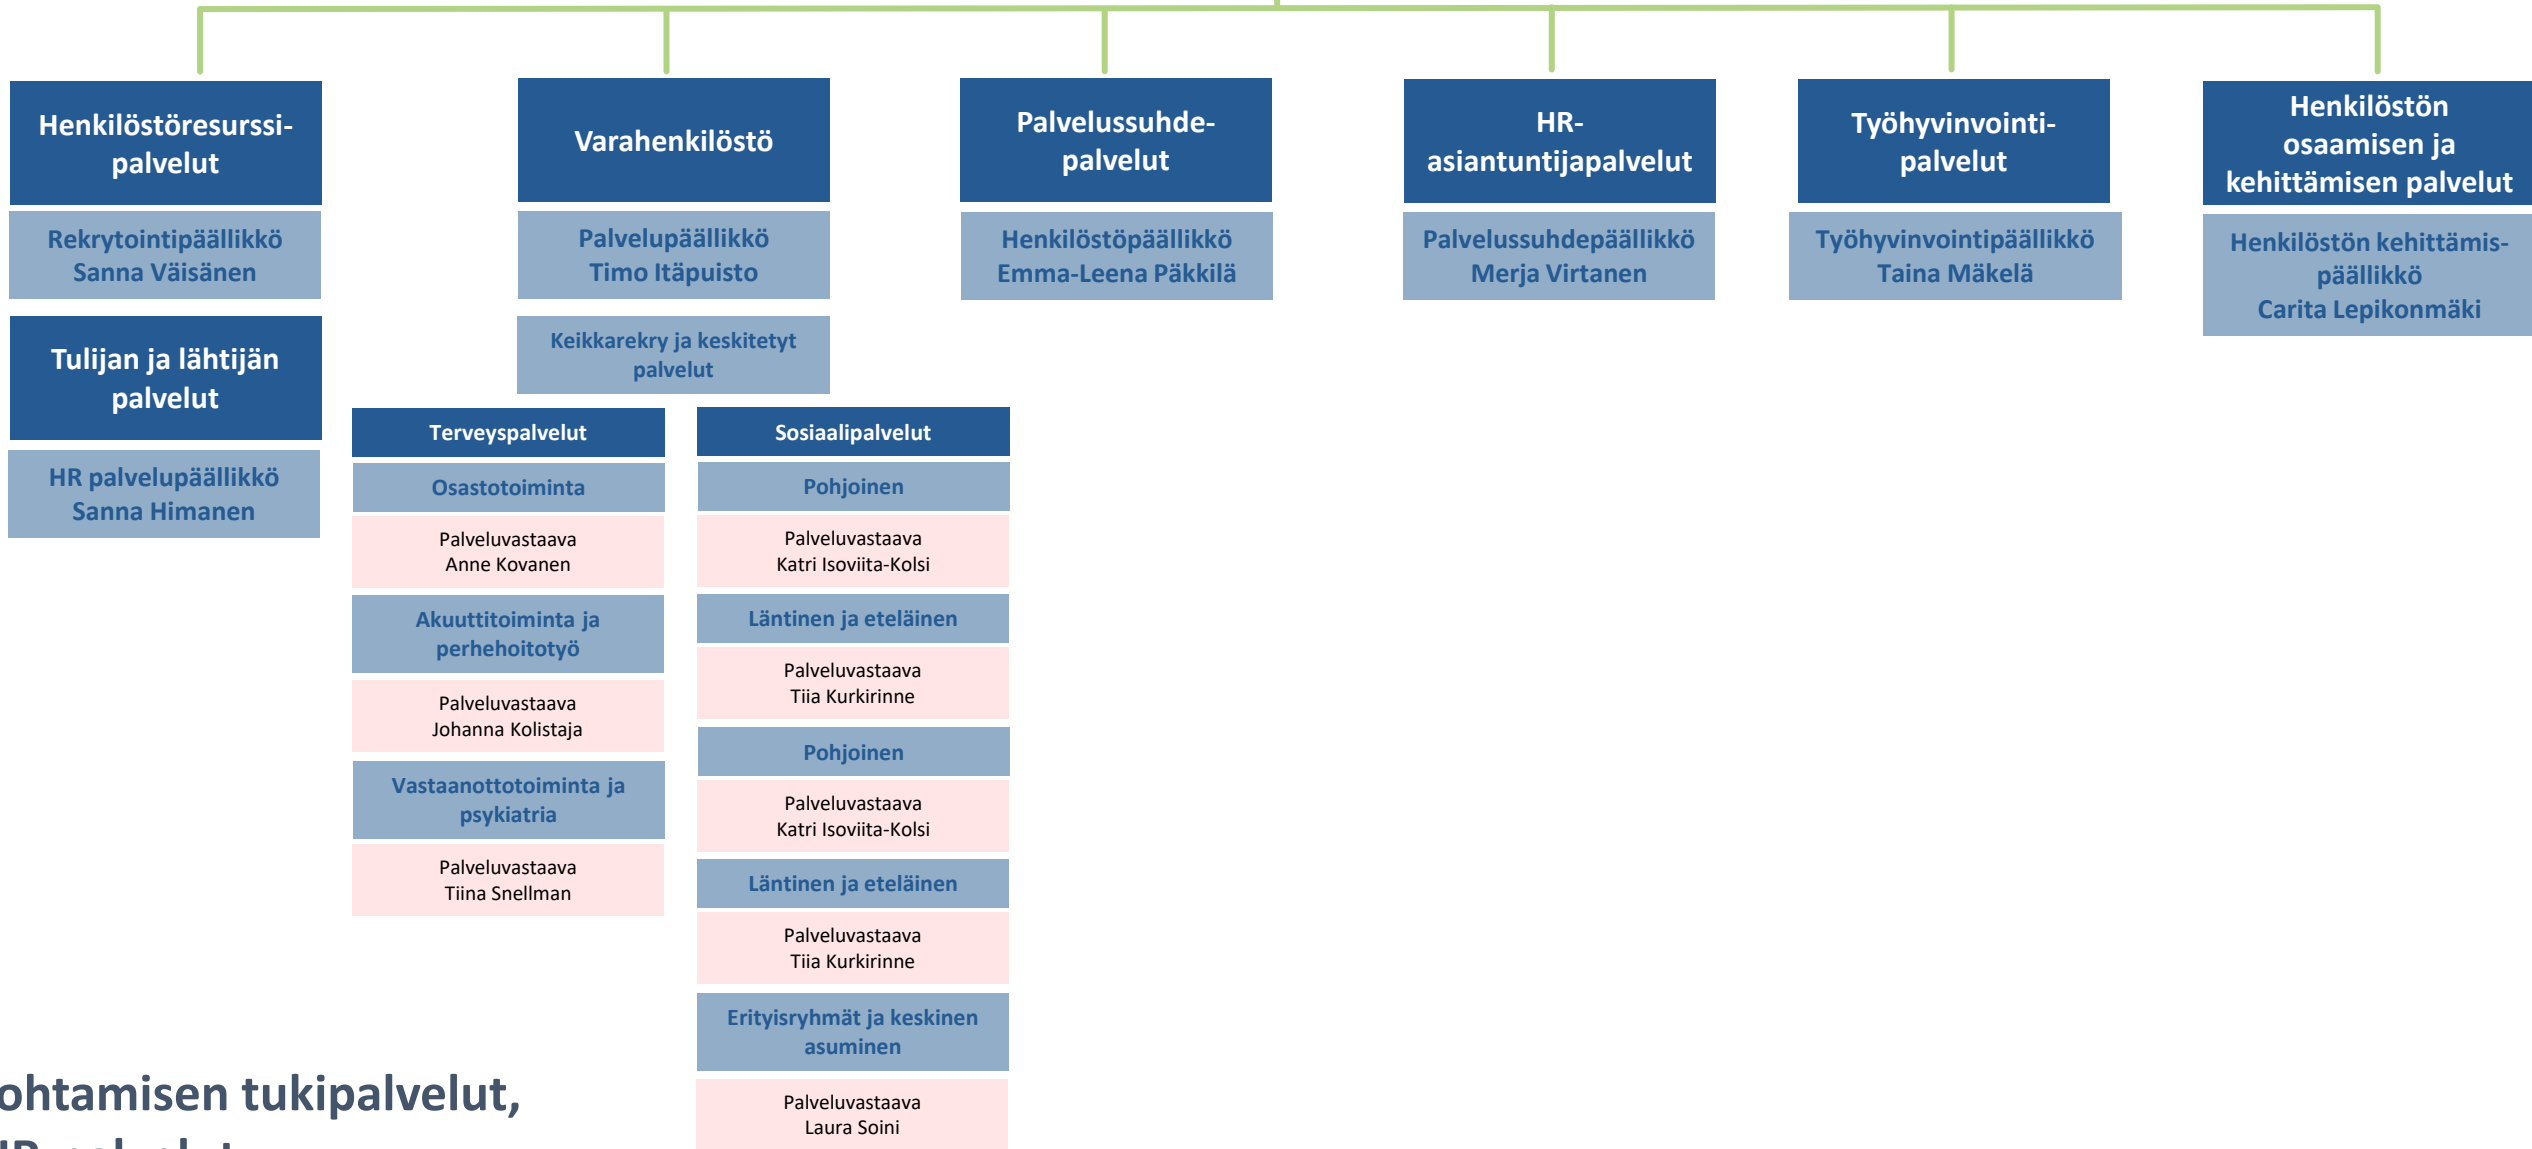 Henkilöstöresurssi-
palvelut
Rekrytointipäällikkö
Sanna Väisänen
Tulijan ja lähtijän
palvelut
HR palvelupäällikkö
Sanna Himanen
Varahenkilöstö
Palvelupäällikkö
Timo Itäpuisto
Keikkarekry ja keskitetyt
palvelut
Terveyspalvelut
Osastotoiminta
Palveluvastaava
Anne Kovanen
Akuuttitoiminta ja
perhehoitotyö
Palveluvastaava
Johanna Kolistaja
Vastaanottotoiminta ja
psykiatria
Palveluvastaava
Tiina Snellman
Sosiaalipalvelut
Pohjoinen
Palveluvastaava
Katri Isoviita-Kolsi
Läntinen ja eteläinen
Palveluvastaava
Tiia Kurkirinne
Pohjoinen
Palveluvastaava
Katri Isoviita-Kolsi
Läntinen ja eteläinen
Palveluvastaava
Tiia Kurkirinne
Erityisryhmät ja keskinen
asuminen
Palveluvastaava
Laura Soini
Palvelussuhde-
palvelut
Henkilöstöpäällikkö
Emma-Leena Päkkilä
HR-
asiantuntijapalvelut
Palvelussuhdepäällikkö
Merja Virtanen
Työhyvinvointi-
palvelut
Työhyvinvointipäällikkö
Taina Mäkelä
Henkilöstön
osaamisen ja
kehittämisen palvelut
Henkilöstön kehittämis-
päällikkö
Carita Lepikonmäki
ohtamisen tukipalvelut,